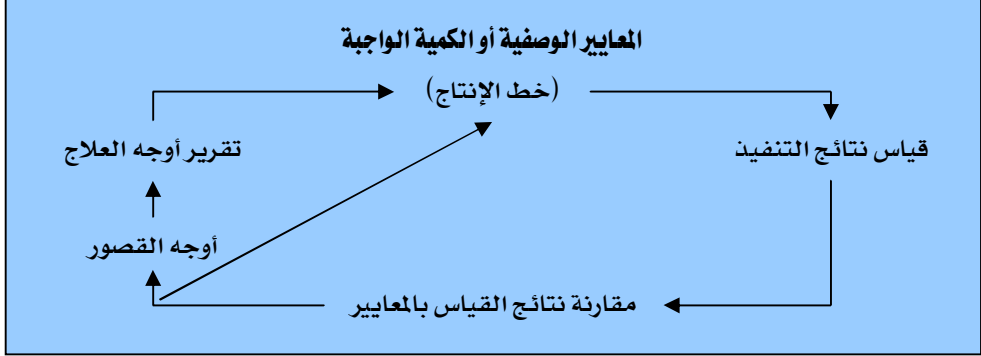 المعايير الوصفية أو الكمية الواجبة
(خط الإنتاج)
قياس نتائج التنفيذ
تقرير أوجه العلاج
أوجه القصور
مقارنة نتائج القياس بالمعايير